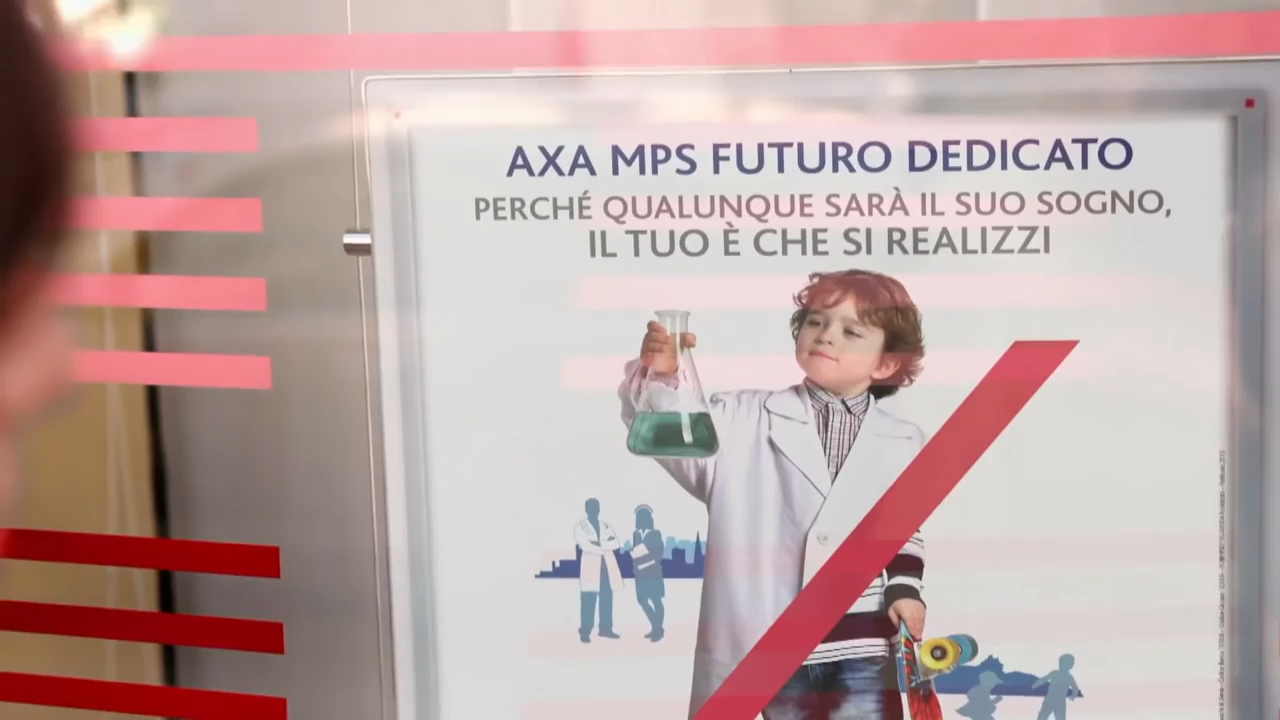 AXA MPS FUTURO DEDICATO
PERCHÉ QUALUNQUE SARÀ IL SUO SOGNO,
IL TUO È CHE SI REALIZZI